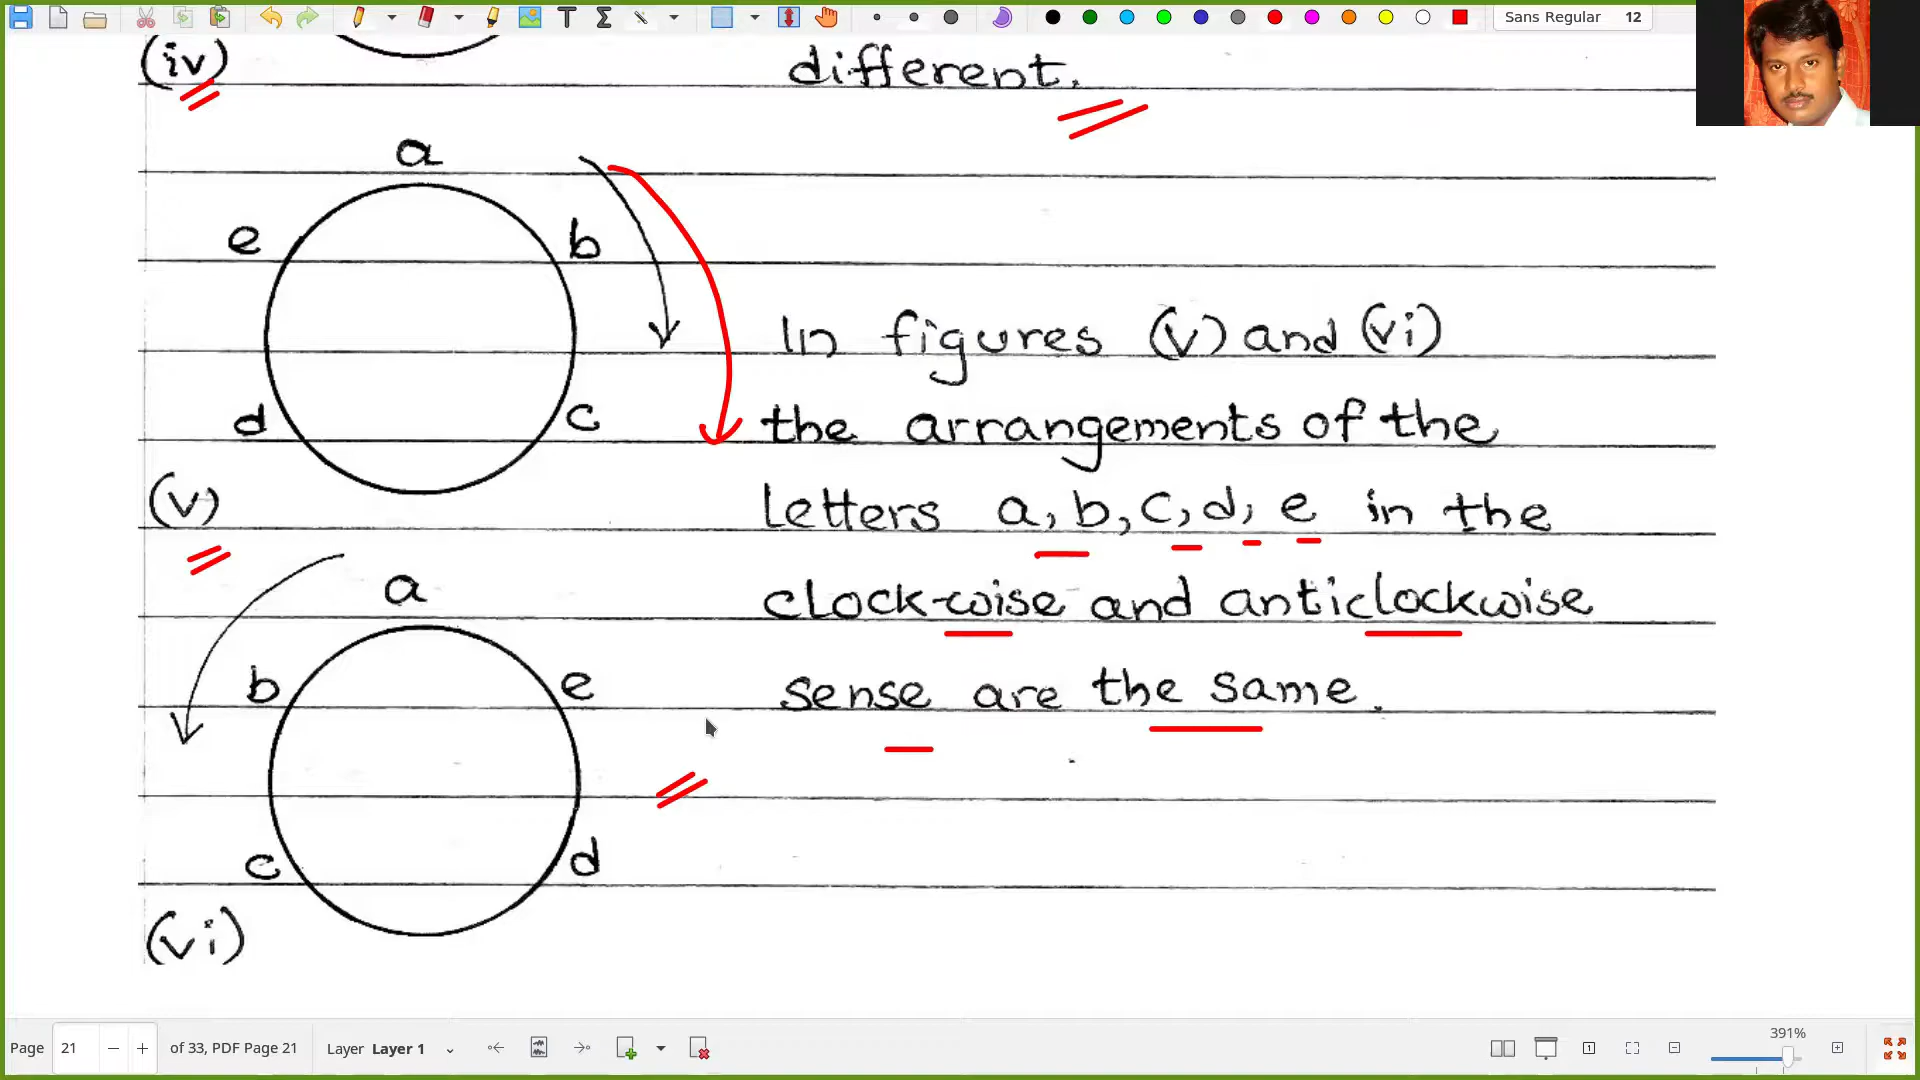 Sans Regular 12
(iv)
different.
a
e b
In figures (v) and (vi)
d c
the arrangements of the
(v)
letters a, b, c, d, e in the
a
clock-wise and anticlockwise
b e
sense are the same.
c d
(vi)
391%
Page 21 of 33, PDF Page 21 Layer Layer 1